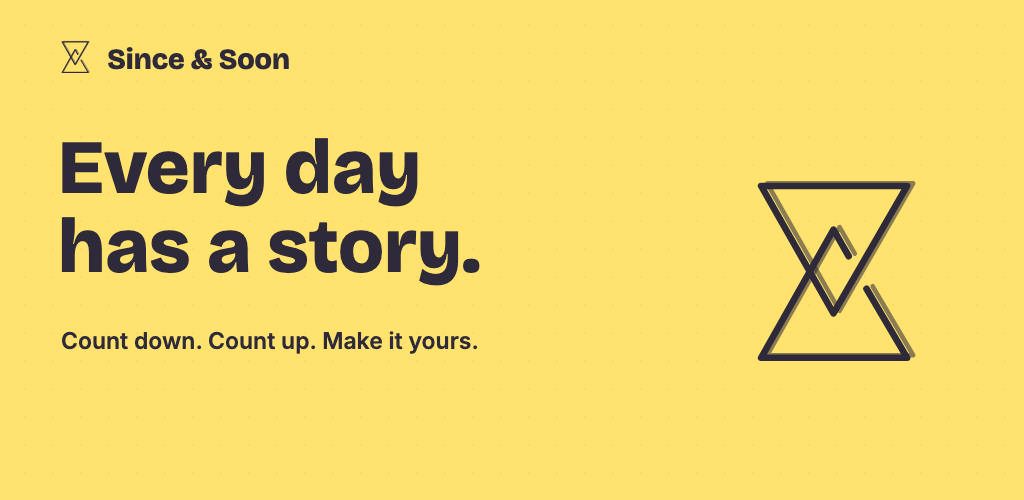 Since & Soon
Every day
has a story.
Count down. Count up. Make it yours.